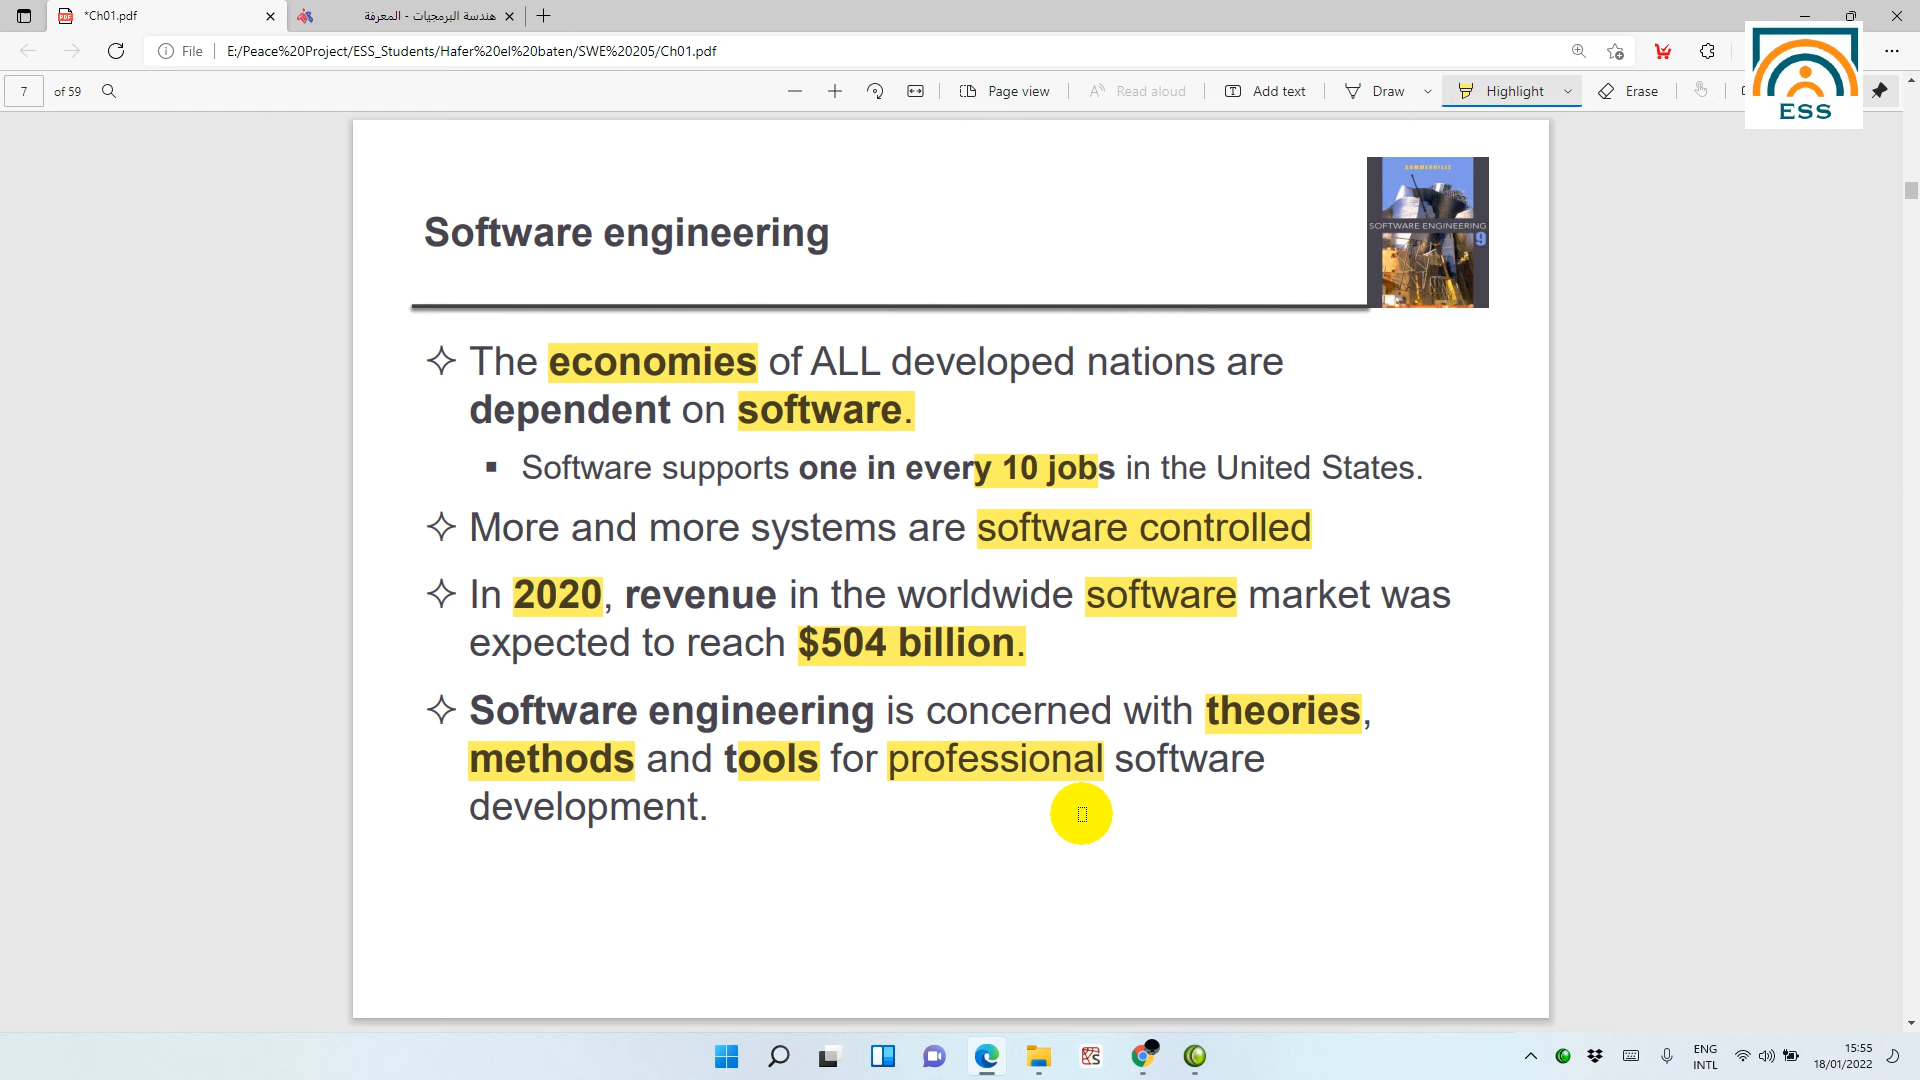 *Ch01.pdf
هندسة البرمجيات - المعرفة
File
E:/Peace%20Project/ESS_Students/Hafer%20el%20baten/SWE%20205/Ch01.pdf
7 of 59
Page view
Read aloud
Add text
Draw
Highlight
Erase
ESS
SOMMERVILLE
SOFTWARE ENGINEERING
9
Software engineering
The economies of ALL developed nations are
dependent on software.
Software supports one in every 10 jobs in the United States.
More and more systems are software controlled
In 2020, revenue in the worldwide software market was
expected to reach $504 billion.
Software engineering is concerned with theories,
methods and tools for professional software
development.
ENG
INTL
15:55
18/01/2022